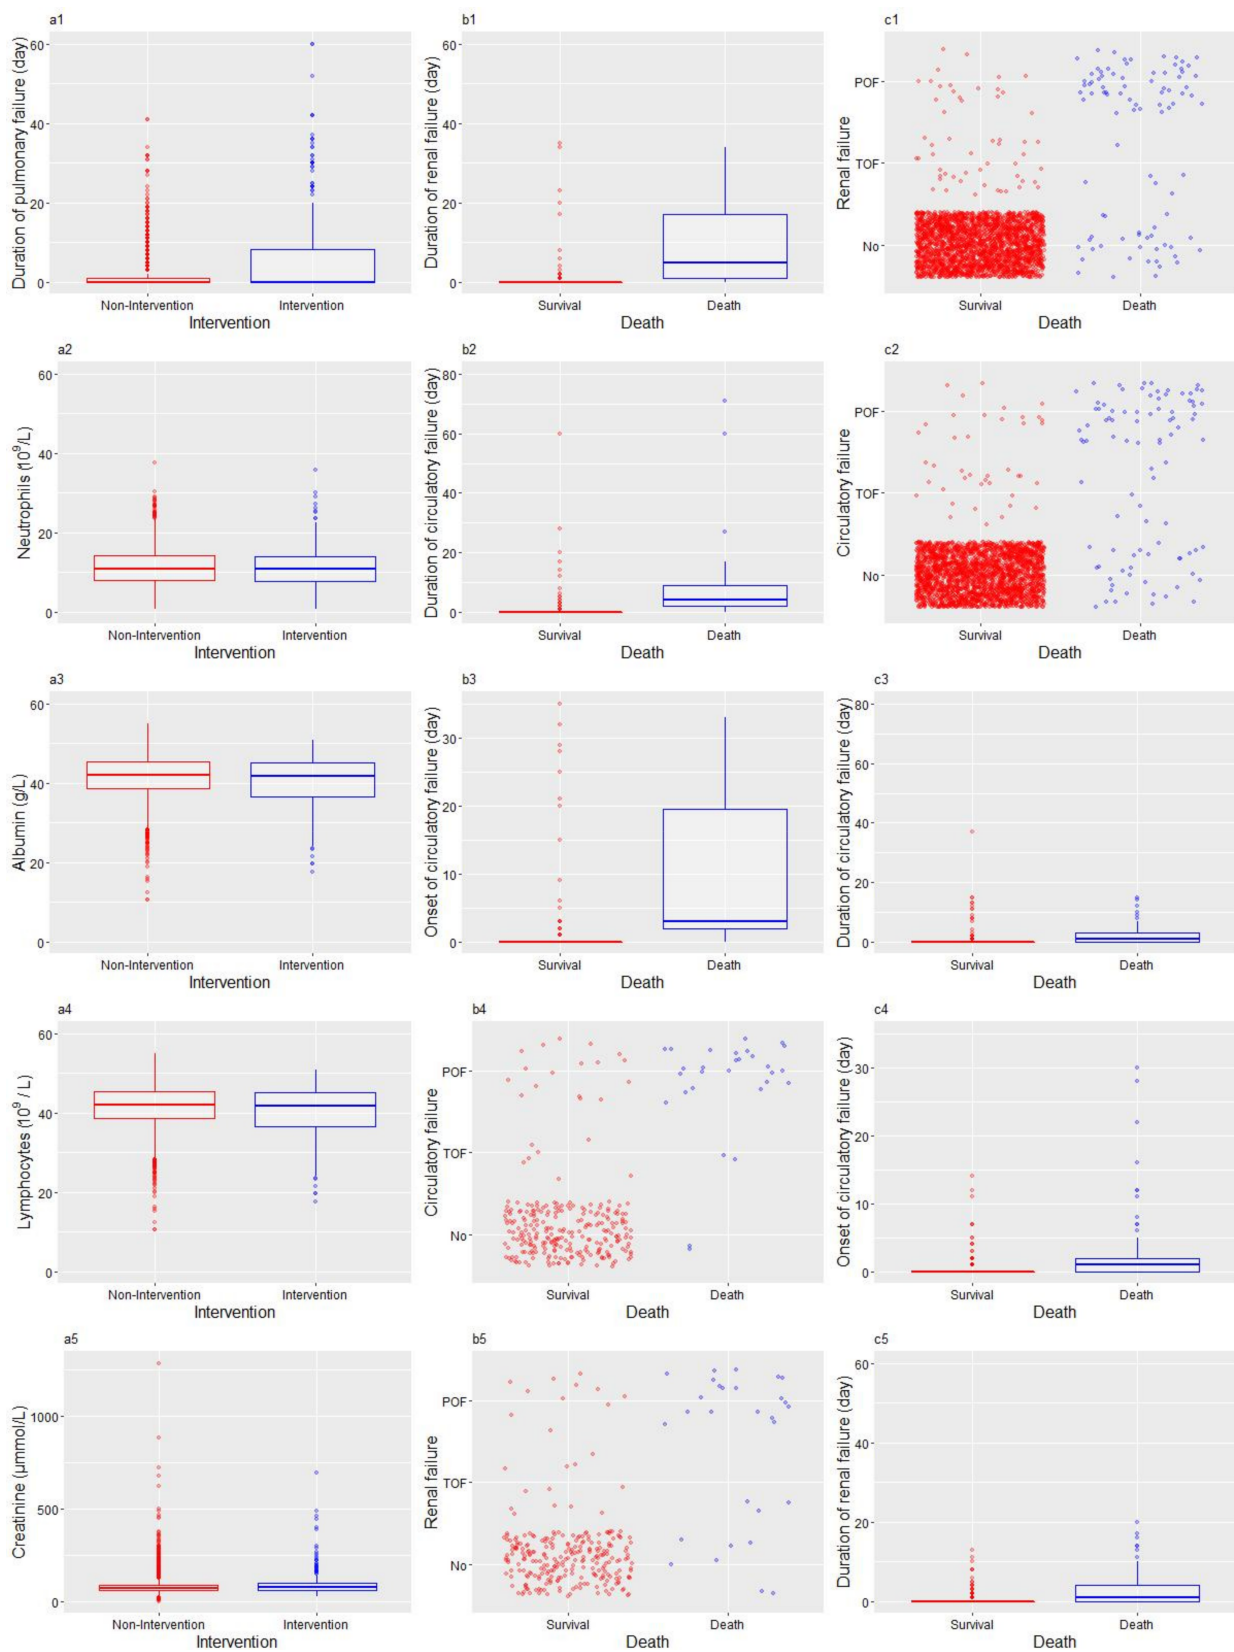 a1
Duration of pulmonary failure (day)
60
40
20
0
Non-Intervention Intervention
Intervention
b1
Duration of renal failure (day)
60
40
20
0
Survival Death
Death
c1
Renal failure
POF
TOF
No
Survival Death
Death
a2
Neutrophils (10⁹/L)
60
40
20
0
Non-Intervention Intervention
Intervention
b2
Duration of circulatory failure (day)
80
60
40
20
0
Survival Death
Death
c2
Circulatory failure
POF
TOF
No
Survival Death
Death
a3
Albumin (g/L)
60
40
20
0
Non-Intervention Intervention
Intervention
b3
Onset of circulatory failure (day)
30
20
10
0
Survival Death
Death
c3
Duration of circulatory failure (day)
80
60
40
20
0
Survival Death
Death
a4
Lymphocytes (10⁹ / L)
60
40
20
0
Non-Intervention Intervention
Intervention
b4
Circulatory failure
POF
TOF
No
Survival Death
Death
c4
Onset of circulatory failure (day)
30
20
10
0
Survival Death
Death
a5
Creatinine (µmmol/L)
1000
500
0
Non-Intervention Intervention
Intervention
b5
Renal failure
POF
TOF
No
Survival Death
Death
c5
Duration of renal failure (day)
60
40
20
0
Survival Death
Death